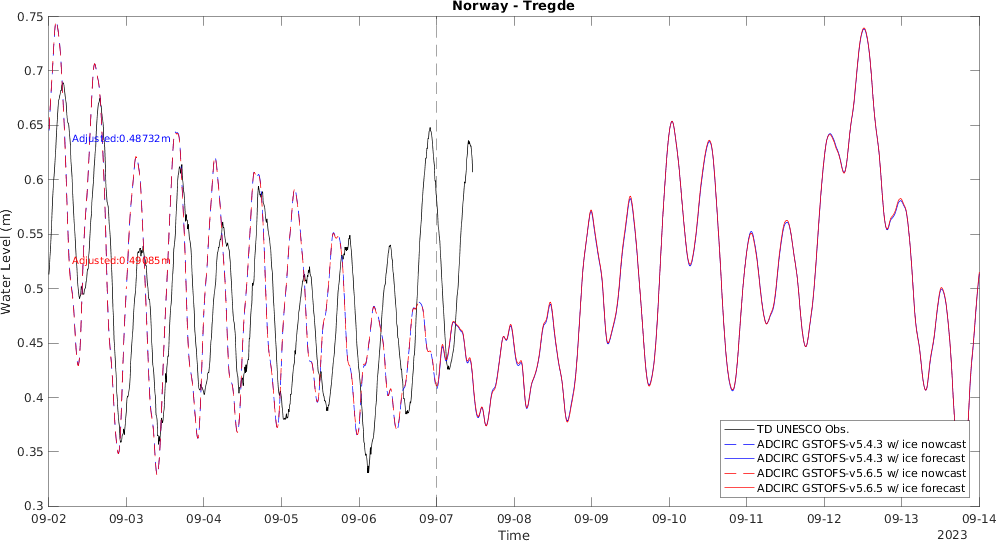 Norway - Tregde
0.75
0.7
0.65
0.6
0.55
0.5
0.45
0.4
0.35
0.3
Water Level (m)
Adjusted:0.48732m
Adjusted:0.49085m
TD UNESCO Obs.
ADCIRC GSTOFS-v5.4.3 w/ ice nowcast
ADCIRC GSTOFS-v5.4.3 w/ ice forecast
ADCIRC GSTOFS-v5.6.5 w/ ice nowcast
ADCIRC GSTOFS-v5.6.5 w/ ice forecast
09-02 09-03 09-04 09-05 09-06 09-07 09-08 09-09 09-10 09-11 09-12 09-13 09-14
Time
2023